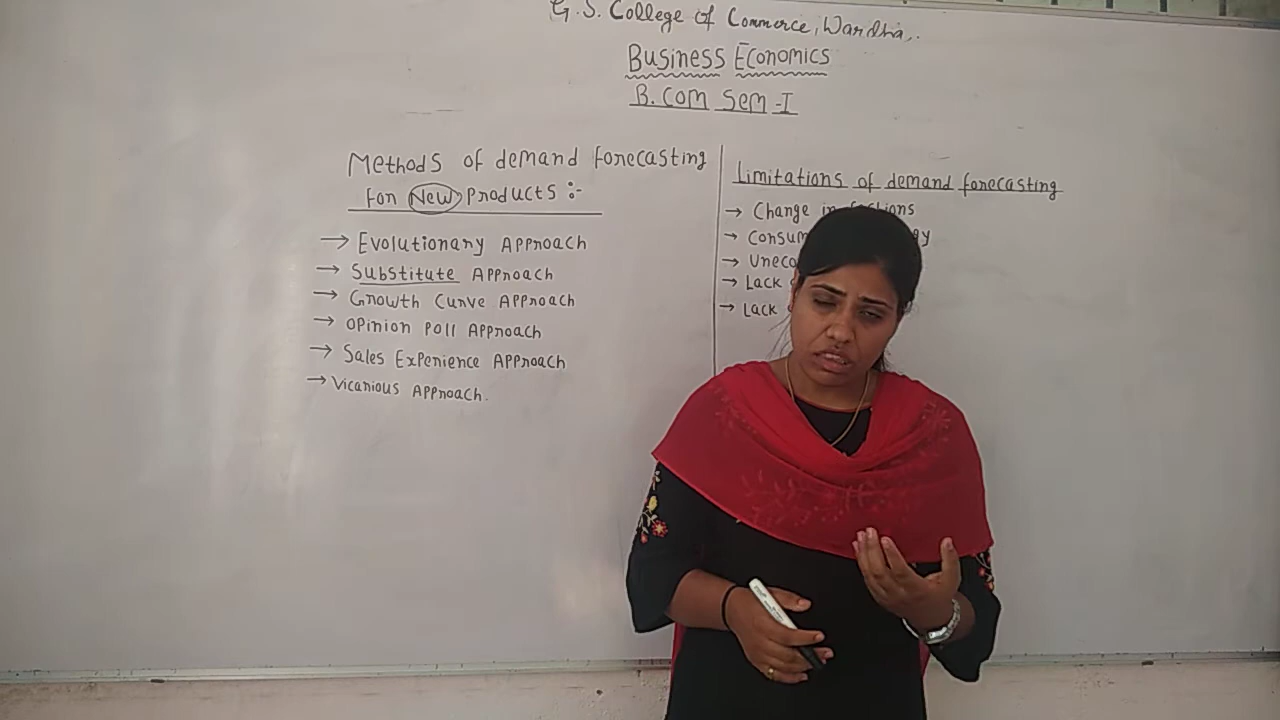 G. S. College of Commerce, Wardha,.
Business Economics
B. COM Sem - I
Methods of demand forecasting
for New Products :-
→ Evolutionary Approach
→ Substitute Approach
→ Growth Curve Approach
→ Opinion Poll Approach
→ Sales Experience Approach
→ Vicarious Approach.
Limitations of demand forecasting
→ Change in
→
→
→ Lack
→ Lack